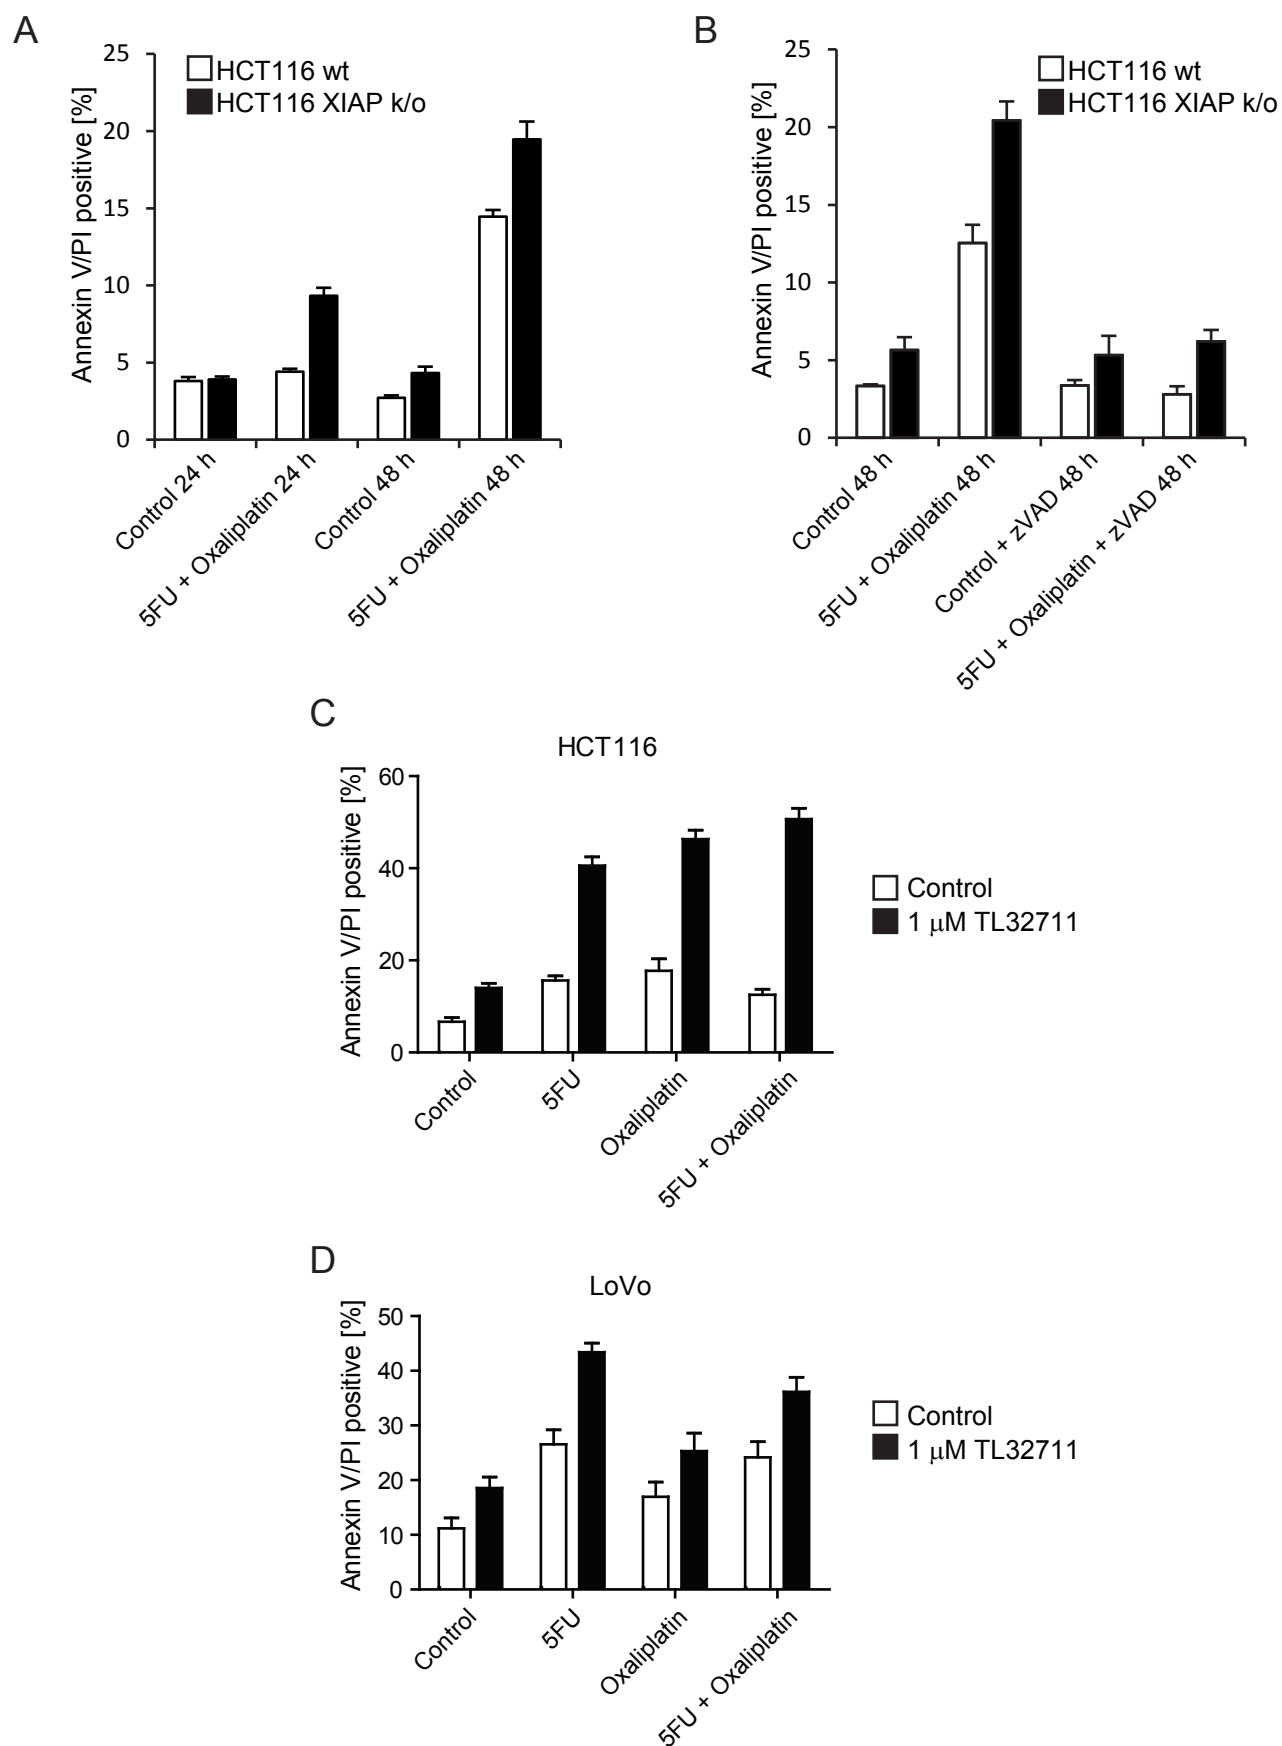 A
Annexin V/PI positive [%]
25
20
15
10
5
0
HCT116 wt
HCT116 XIAP k/o
Control 24 h
5FU + Oxaliplatin 24 h
Control 48 h
5FU + Oxaliplatin 48 h
B
Annexin V/PI positive [%]
25
20
15
10
5
0
HCT116 wt
HCT116 XIAP k/o
Control 48 h
5FU + Oxaliplatin 48 h
Control + zVAD 48 h
5FU + Oxaliplatin + zVAD 48 h
C
HCT116
Annexin V/PI positive [%]
60
40
20
0
Control
1 μM TL32711
Control
5FU
Oxaliplatin
5FU + Oxaliplatin
D
LoVo
Annexin V/PI positive [%]
50
40
30
20
10
0
Control
1 μM TL32711
Control
5FU
Oxaliplatin
5FU + Oxaliplatin